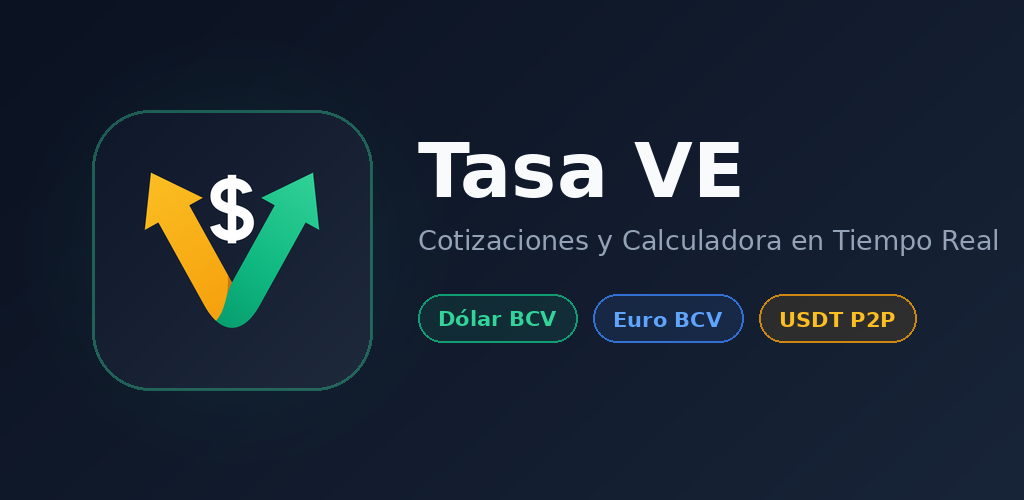 $
Tasa VE
Cotizaciones y Calculadora en Tiempo Real
Dólar BCV Euro BCV USDT P2P